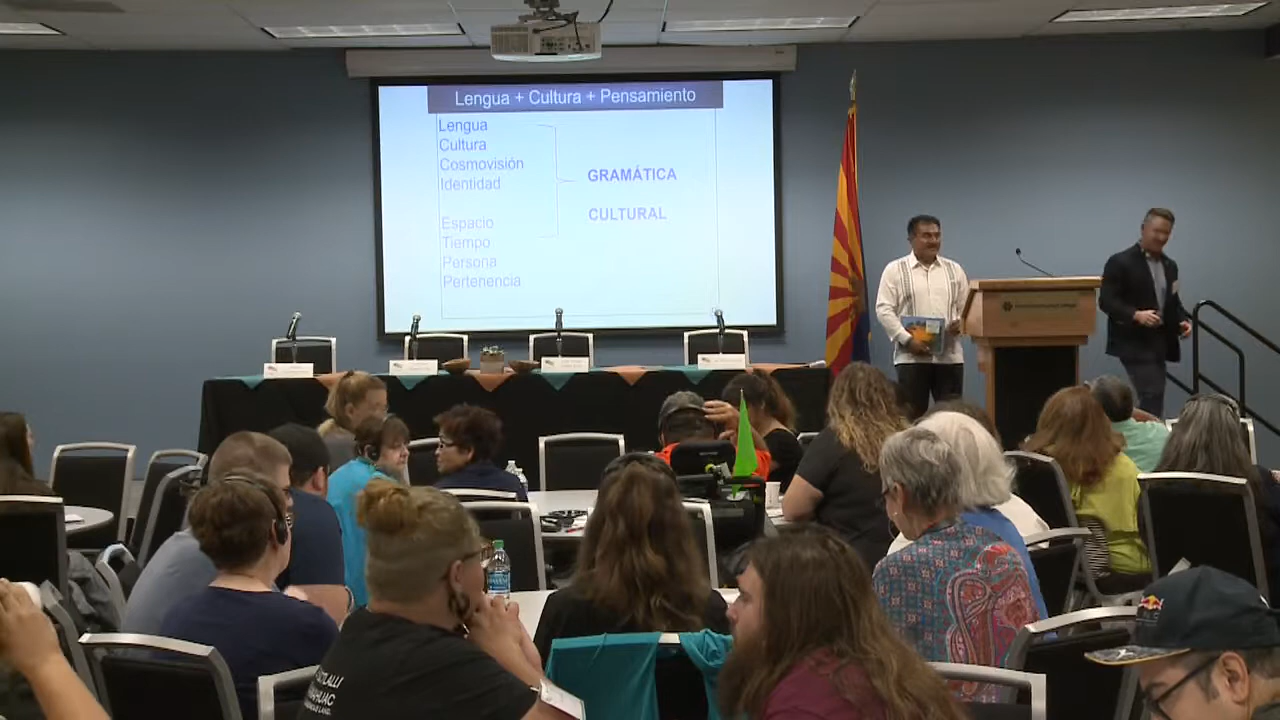 Lengua + Cultura + Pensamiento
Lengua
Cultura
Cosmovisión
Identidad
GRAMÁTICA
CULTURAL
Espacio
Tiempo
Persona
Pertenencia